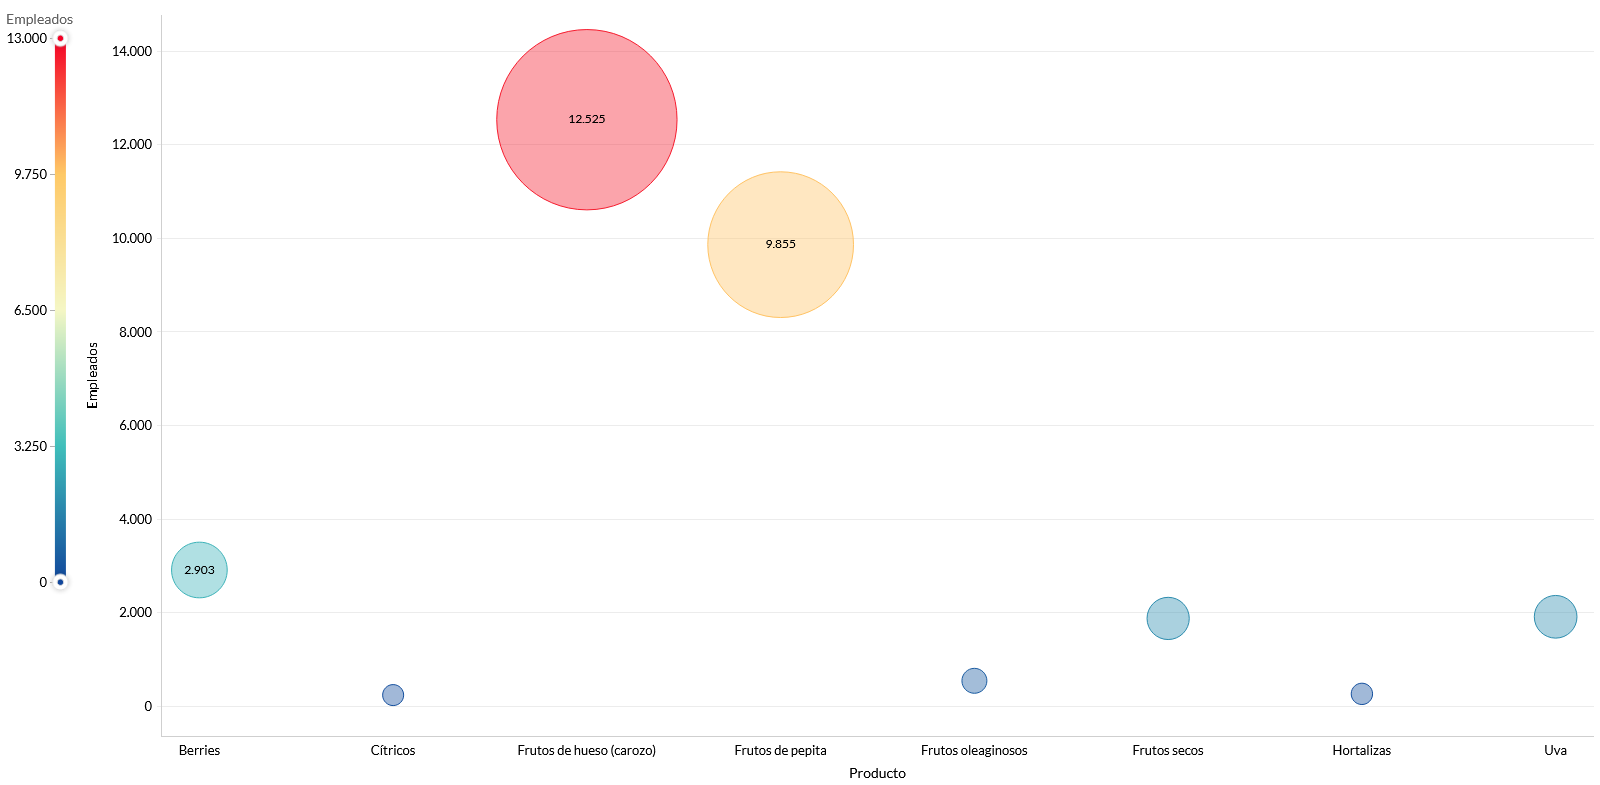 Empleados
13.000
9.750
6.500
3.250
0
Empleados
14.000
12.000
10.000
8.000
6.000
4.000
2.000
0
12.525
9.855
2.903
Berries
Cítricos
Frutos de hueso (carozo)
Frutos de pepita
Frutos oleaginosos
Frutos secos
Hortalizas
Uva
Producto